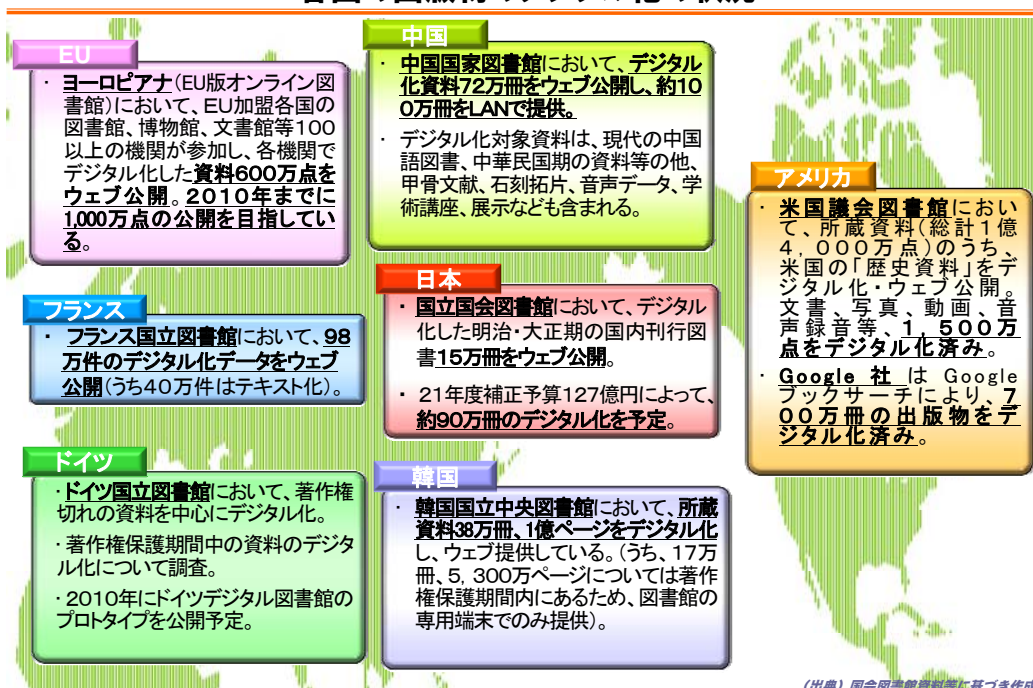 EU
・ ヨーロピアナ(EU版オンライン図
書館)において、EU加盟各国の
図書館、博物館、文書館等100
以上の機関が参加し、各機関で
デジタル化した資料600万点を
ウェブ公開。2010年までに
1,000万点の公開を目指してい
る。
中国
・ 中国国家図書館において、デジタル
化資料72万冊をウェブ公開し、約10
0万冊をLANで提供。
・ デジタル化対象資料は、現代の中国
語図書、中華民国期の資料等の他、
甲骨文献、石刻拓片、音声データ、学
術講座、展示なども含まれる。
アメリカ
・ 米国議会図書館におい
て、所蔵資料(総計1億
4,000万点)のうち、
米国の「歴史資料」をデ
ジタル化・ウェブ公開。
文書、写真、動画、音
声録音等、1,500万
点をデジタル化済み。
・ Google 社 は Google
ブックサーチにより、7
00万冊の出版物をデ
ジタル化済み。
フランス
・ フランス国立図書館において、98
万件のデジタル化データをウェブ
公開(うち40万件はテキスト化)。
日本
・ 国立国会図書館において、デジタル
化した明治・大正期の国内刊行図
書15万冊をウェブ公開。
・ 21年度補正予算127億円によって、
約90万冊のデジタル化を予定。
ドイツ
・ドイツ国立図書館において、著作権
切れの資料を中心にデジタル化。
・著作権保護期間中の資料のデジタ
ル化について調査。
・2010年にドイツデジタル図書館の
プロトタイプを公開予定。
韓国
・ 韓国国立中央図書館において、所蔵
資料38万冊、1億ページをデジタル化
し、ウェブ提供している。(うち、17万
冊、5,300万ページについては著作
権保護期間内にあるため、図書館の
専用端末でのみ提供)。
(出典)国会図書館資料等に基づき作成